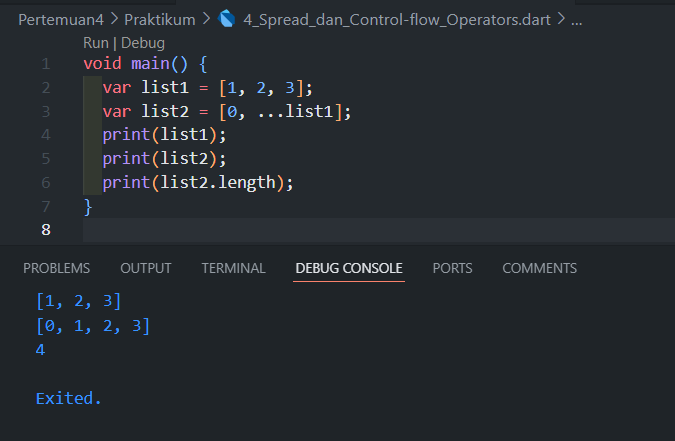 Pertemuan4 > Praktikum > 4_Spread_dan_Control-flow_Operators.dart > ...
Run | Debug
1 void main() {
2   var list1 = [1, 2, 3];
3   var list2 = [0, ...list1];
4   print(list1);
5   print(list2);
6   print(list2.length);
7 }
8
PROBLEMS OUTPUT TERMINAL DEBUG CONSOLE PORTS COMMENTS
[1, 2, 3]
[0, 1, 2, 3]
4
Exited.